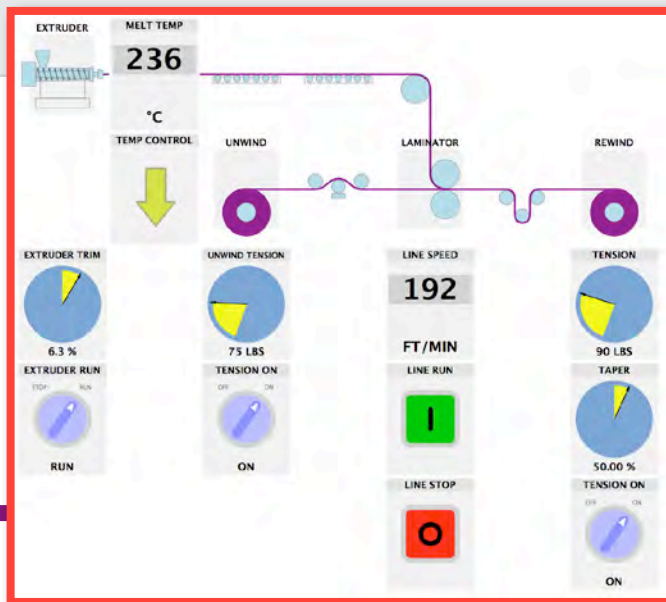 EXTRUDER
MELT TEMP
236
°C
TEMP CONTROL
UNWIND
LAMINATOR
REWIND
EXTRUDER TRIM
6.3 %
UNWIND TENSION
75 LBS
LINE SPEED
192
FT/MIN
TENSION
90 LBS
EXTRUDER RUN
STOP RUN
RUN
TENSION ON
OFF ON
ON
LINE RUN
I
TAPER
50.00 %
LINE STOP
O
TENSION ON
OFF ON
ON